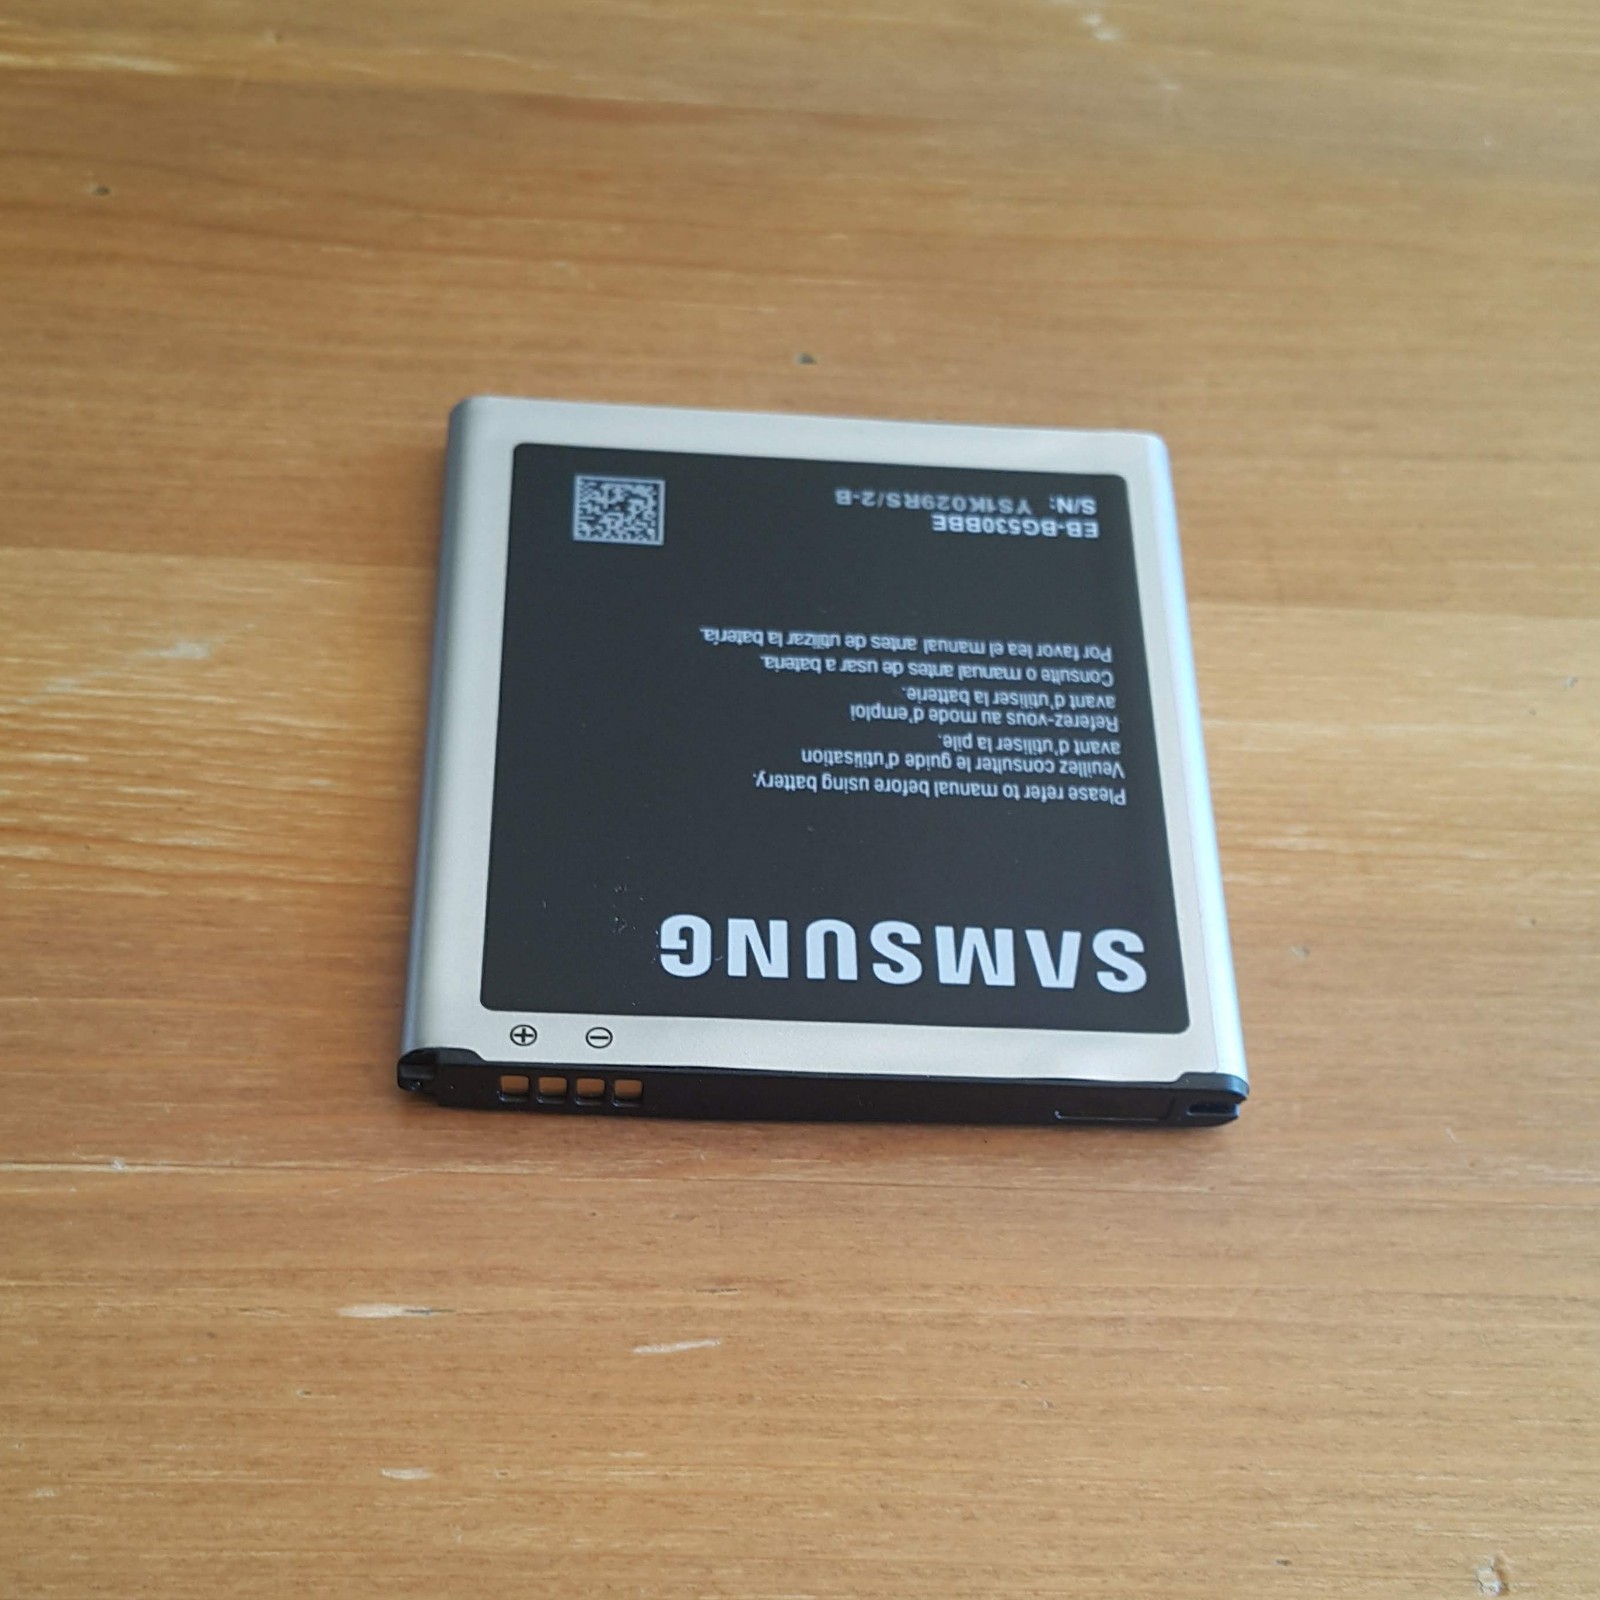 SAMSUNG
Please refer to manual before using battery.
Veuillez consulter le guide d'utilisation
avant d'utiliser la pile.
Referez-vous au mode d'emploi
avant d'utiliser la batterie.
Consulte o manual antes de usar a bateria.
Por favor lea el manual antes de utilizar la batería.
EB-BG530BBE
S/N: YS1K029RS/2-B